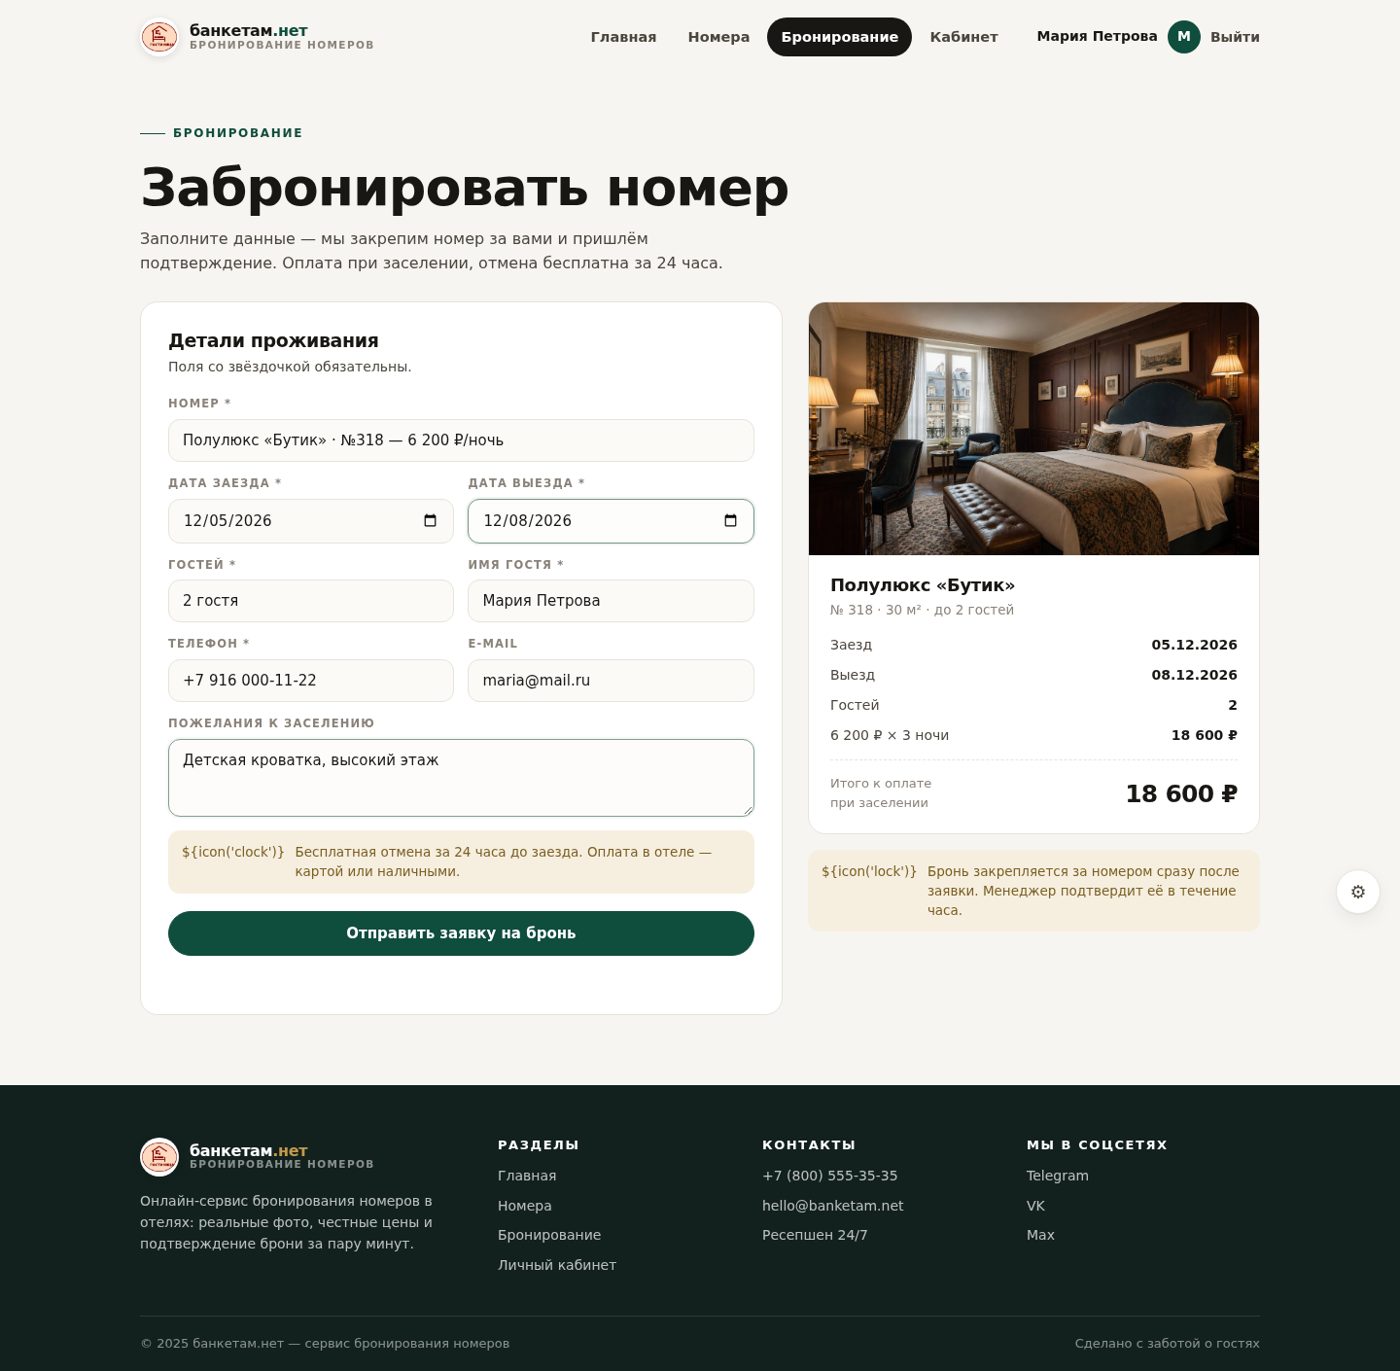 банкетам.нет
БРОНИРОВАНИЕ НОМЕРОВ
Главная
Номера
Бронирование
Кабинет
Мария Петрова
М
Выйти
БРОНИРОВАНИЕ
Забронировать номер
Заполните данные — мы закрепим номер за вами и пришлём
подтверждение. Оплата при заселении, отмена бесплатна за 24 часа.
Детали проживания
Поля со звёздочкой обязательны.
НОМЕР *
Полулюкс «Бутик» · №318 — 6 200 ₽/ночь
ДАТА ЗАЕЗДА *
ДАТА ВЫЕЗДА *
12/05/2026
12/08/2026
ГОСТЕЙ *
ИМЯ ГОСТЯ *
2 гостя
Мария Петрова
ТЕЛЕФОН *
E-MAIL
+7 916 000-11-22
maria@mail.ru
ПОЖЕЛАНИЯ К ЗАСЕЛЕНИЮ
Детская кроватка, высокий этаж
${icon('clock')} Бесплатная отмена за 24 часа до заезда. Оплата в отеле —
картой или наличными.
Отправить заявку на бронь
Полулюкс «Бутик»
№ 318 · 30 м² · до 2 гостей
Заезд 05.12.2026
Выезд 08.12.2026
Гостей 2
6 200 ₽ × 3 ночи 18 600 ₽
Итого к оплате
при заселении
18 600 ₽
${icon('lock')} Бронь закрепляется за номером сразу после
заявки. Менеджер подтвердит её в течение
часа.
банкетам.нет
БРОНИРОВАНИЕ НОМЕРОВ
Онлайн-сервис бронирования номеров в
отелях: реальные фото, честные цены и
подтверждение брони за пару минут.
РАЗДЕЛЫ
Главная
Номера
Бронирование
Личный кабинет
КОНТАКТЫ
+7 (800) 555-35-35
hello@banketam.net
Ресепшен 24/7
МЫ В СОЦСЕТЯХ
Telegram
VK
Max
© 2025 банкетам.нет — сервис бронирования номеров
Сделано с заботой о гостях